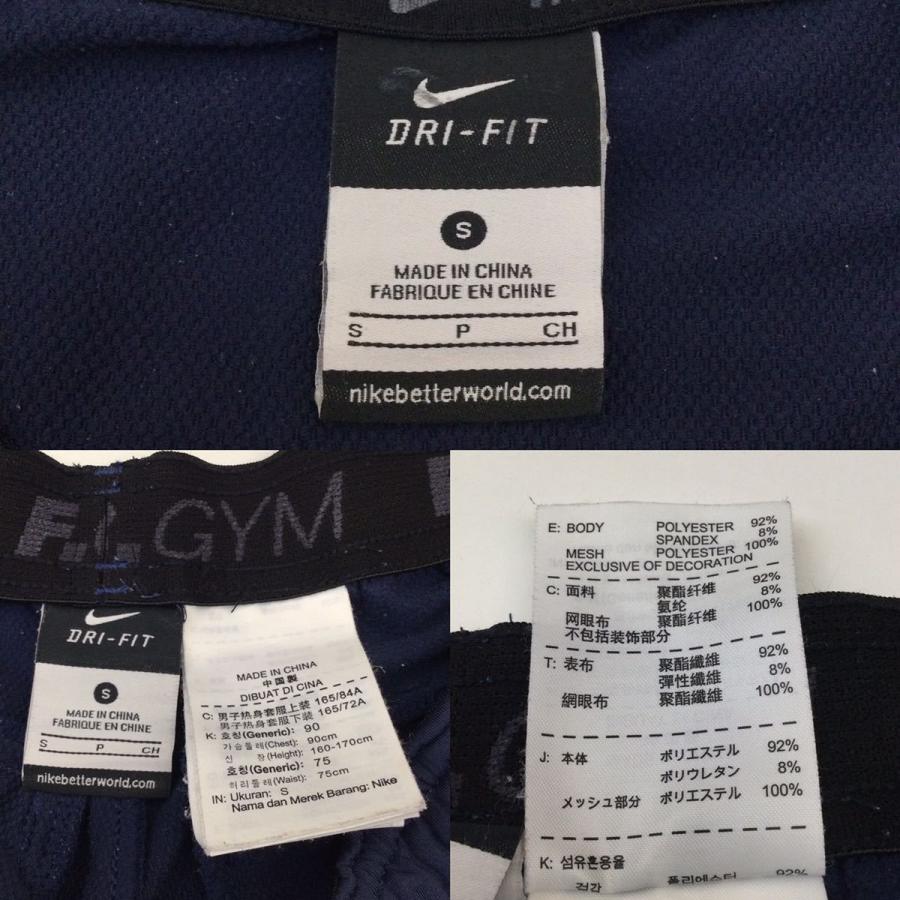 DRI-FIT
S
MADE IN CHINA
FABRIQUE EN CHINE
S P CH
nikebetterworld.com
F.C. GYM
DRI-FIT
S
MADE IN CHINA
FABRIQUE EN CHINE
S P CH
nikebetterworld.com
MADE IN CHINA
中国製
DIBUAT DI CINA
C: 男子热身套服上装 165/84A
男子热身套服下装 165/72A
K: 호칭(Generic): 90
가슴둘레(Chest): 90cm
신 장(Height): 160-170cm
호칭(Generic): 75
허리둘레(Waist): 75cm
IN: Ukuran: S
Nama dan Merek Barang: Nike
E: BODY POLYESTER 92%
SPANDEX 8%
MESH POLYESTER 100%
EXCLUSIVE OF DECORATION
C: 面料 聚酯纤维 92%
氨纶 8%
网眼布 聚酯纤维 100%
不包括装饰部分
T: 表布 聚酯纖維 92%
彈性纖維 8%
網眼布 聚酯纖維 100%
J: 本体 ポリエステル 92%
ポリウレタン 8%
メッシュ部分 ポリエステル 100%
K: 섬유혼용율
겉감 폴리에스터 92%